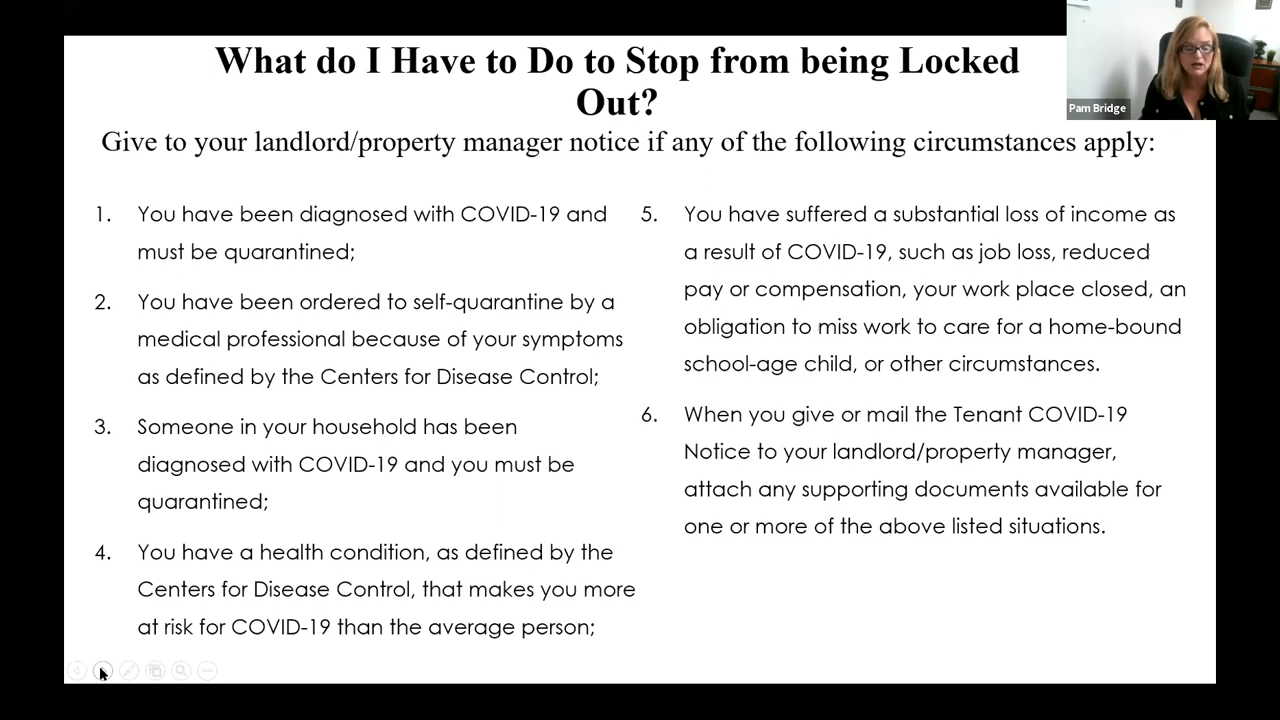 What do I Have to Do to Stop from being Locked
Out?
Pam Bridge
Give to your landlord/property manager notice if any of the following circumstances apply:
1. You have been diagnosed with COVID-19 and
must be quarantined;
2. You have been ordered to self-quarantine by a
medical professional because of your symptoms
as defined by the Centers for Disease Control;
3. Someone in your household has been
diagnosed with COVID-19 and you must be
quarantined;
4. You have a health condition, as defined by the
Centers for Disease Control, that makes you more
at risk for COVID-19 than the average person;
5. You have suffered a substantial loss of income as
a result of COVID-19, such as job loss, reduced
pay or compensation, your work place closed, an
obligation to miss work to care for a home-bound
school-age child, or other circumstances.
6. When you give or mail the Tenant COVID-19
Notice to your landlord/property manager,
attach any supporting documents available for
one or more of the above listed situations.